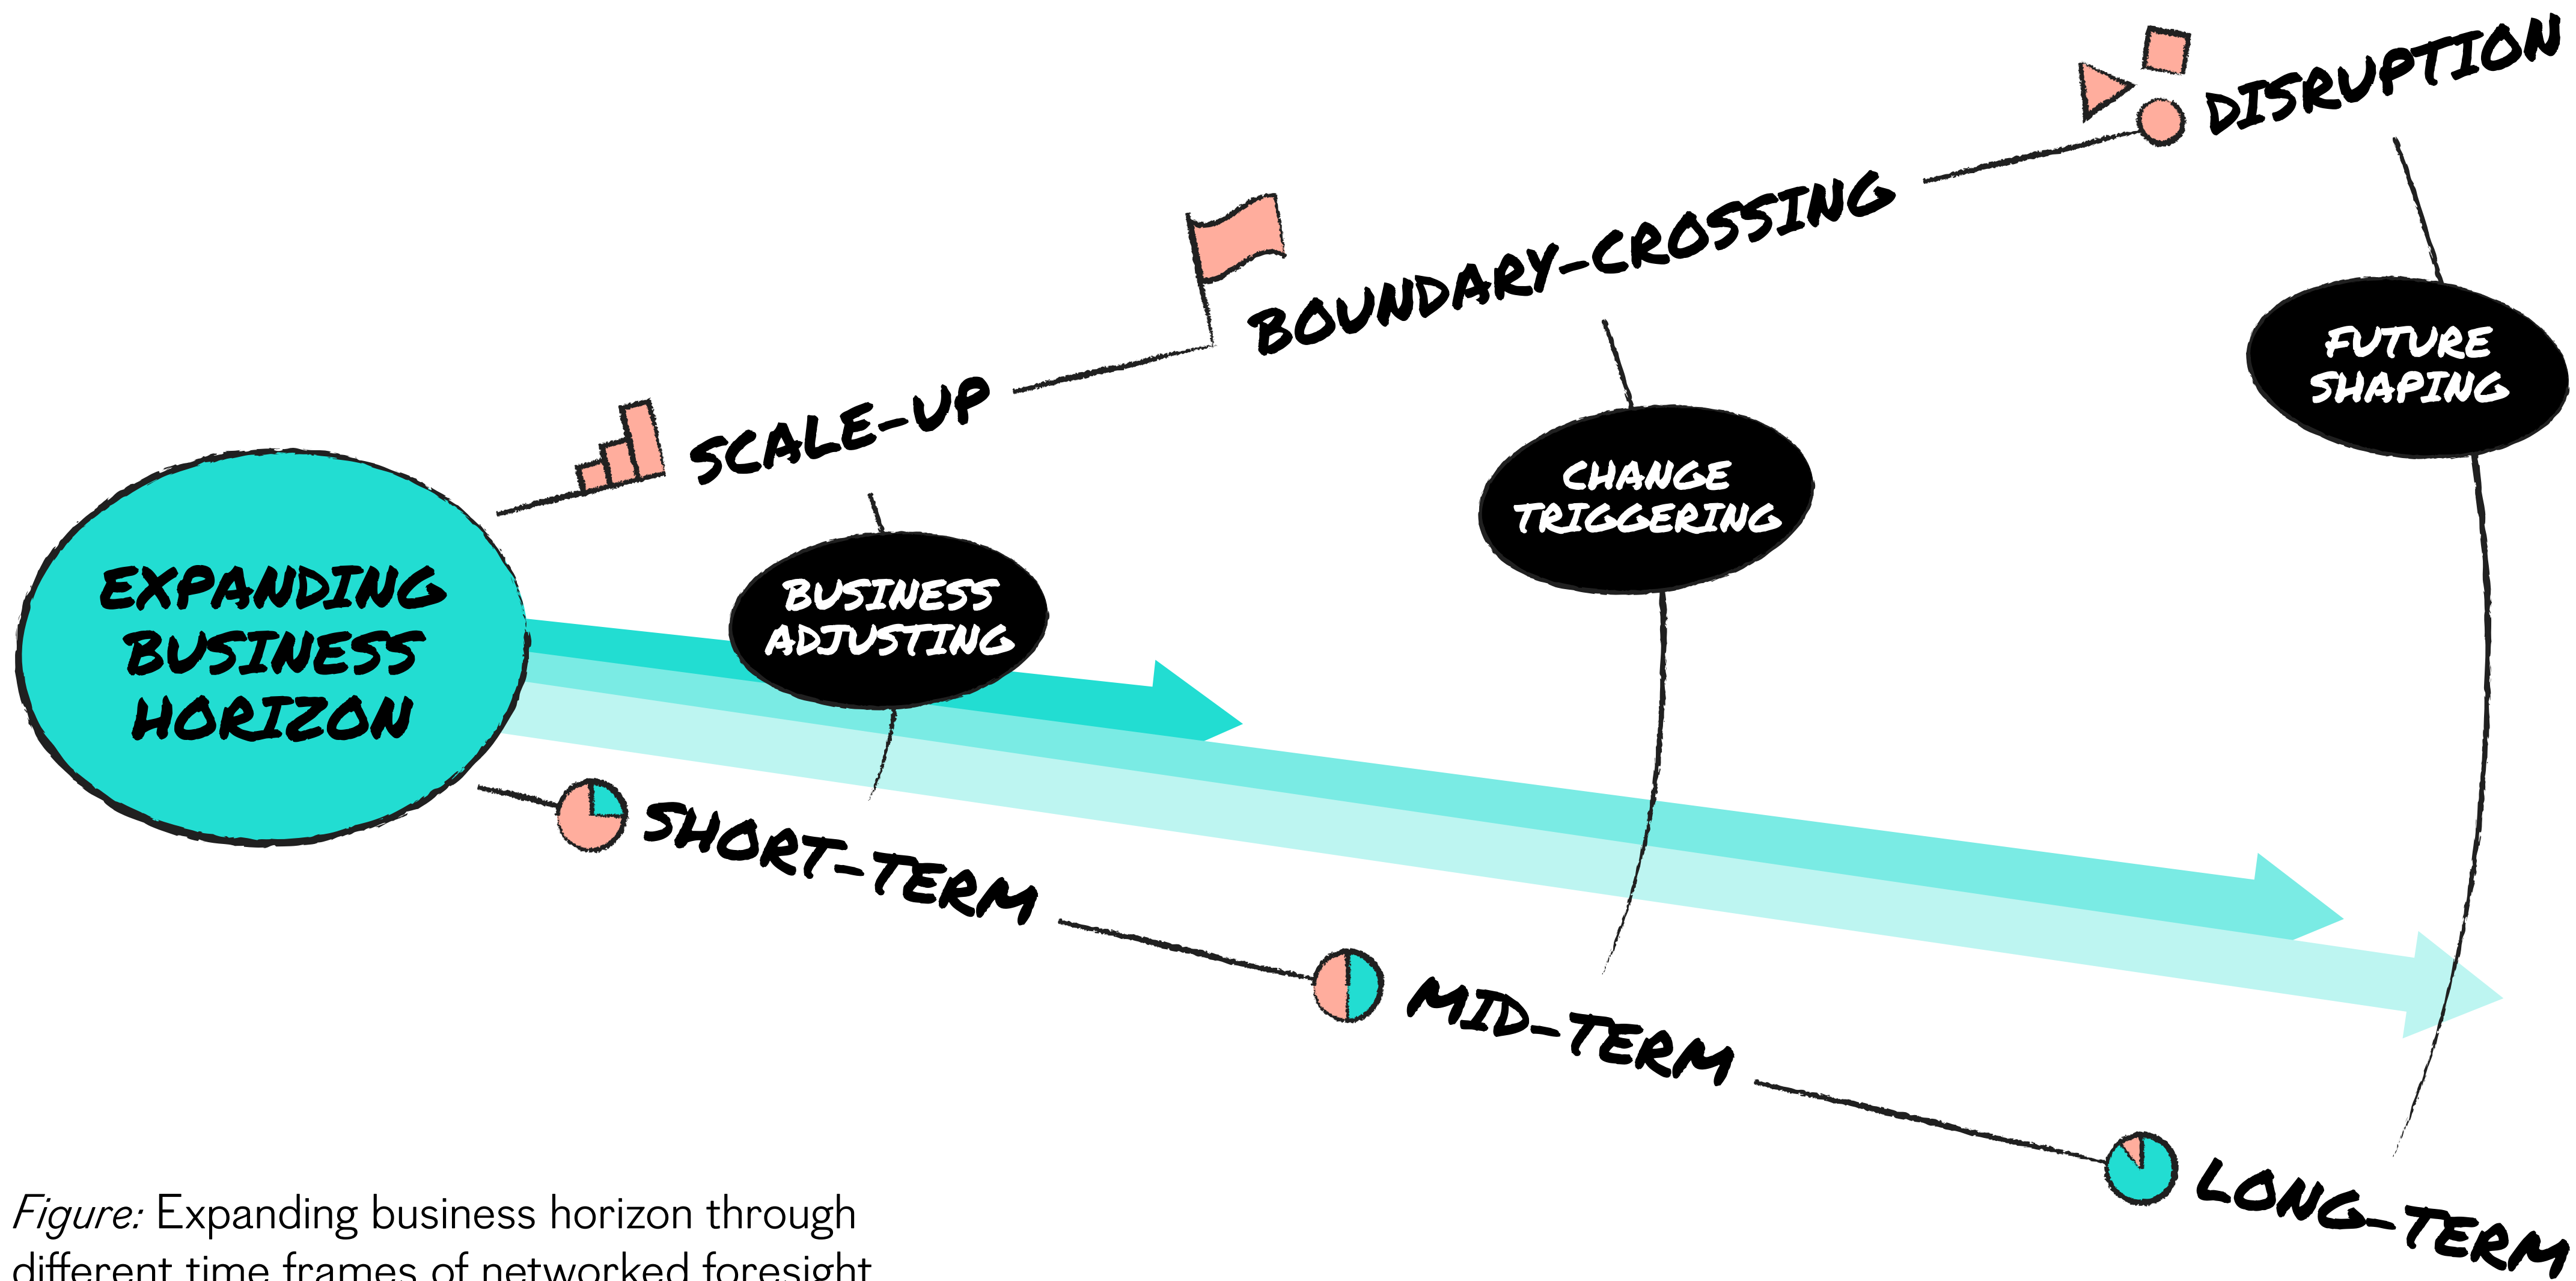 DISRUPTION
BOUNDARY-CROSSING
SCALE-UP
FUTURE
SHAPING
CHANGE
TRIGGERING
BUSINESS
ADJUSTING
EXPANDING
BUSINESS
HORIZON
SHORT-TERM
MID-TERM
LONG-TERM
Figure: Expanding business horizon through
different time frames of networked foresight